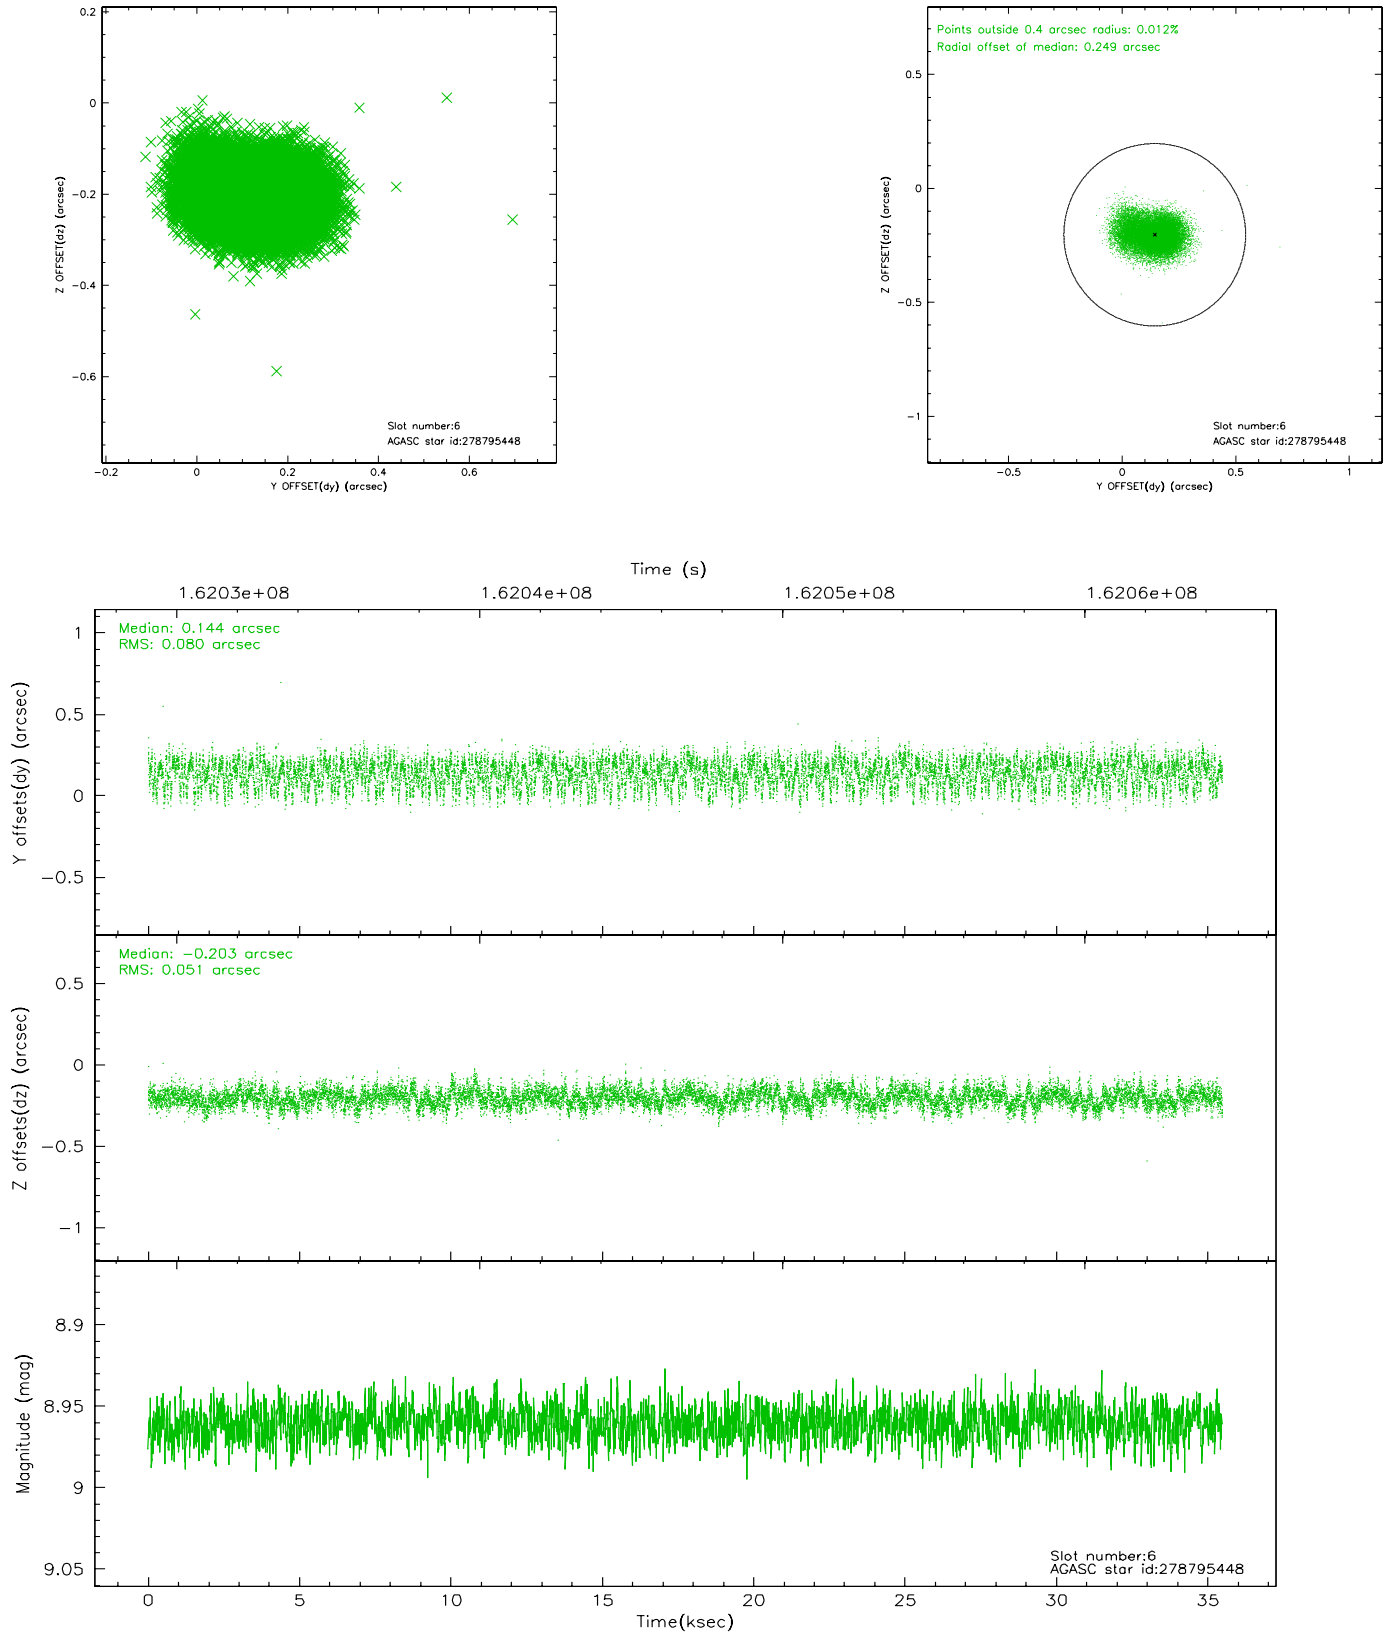 0.2
0
−0.2
−0.4
−0.6
Z OFFSET(dz) (arcsec)
Slot number:6
AGASC star id:278795448
−0.2
0
0.2
0.4
0.6
Y OFFSET(dy) (arcsec)
Points outside 0.4 arcsec radius: 0.012%
Radial offset of median: 0.249 arcsec
0.5
0
−0.5
−1
Z OFFSET(dz) (arcsec)
Slot number:6
AGASC star id:278795448
−0.5
0
0.5
1
Y OFFSET(dy) (arcsec)
Time (s)
1.6203e+08
1.6204e+08
1.6205e+08
1.6206e+08
Median: 0.144 arcsec
RMS: 0.080 arcsec
1
0.5
0
−0.5
Y offsets(dy) (arcsec)
Median: −0.203 arcsec
RMS: 0.051 arcsec
0.5
0
−0.5
−1
Z offsets(dz) (arcsec)
8.9
8.95
9
9.05
Magnitude (mag)
Slot number:6
AGASC star id:278795448
0
5
10
15
20
25
30
35
Time(ksec)